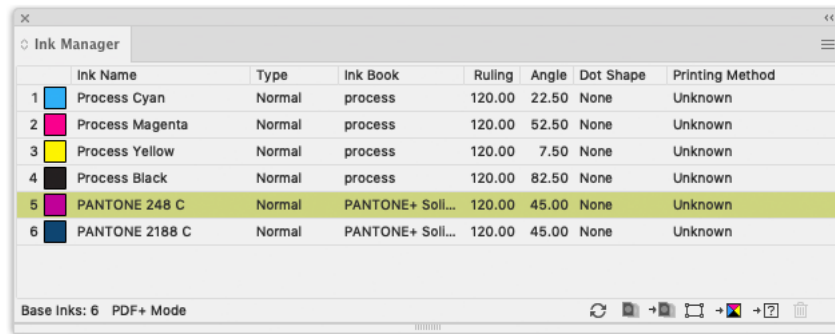 Ink Manager
Ink Name Type Ink Book Ruling Angle Dot Shape Printing Method
1 Process Cyan Normal process 120.00 22.50 None Unknown
2 Process Magenta Normal process 120.00 52.50 None Unknown
3 Process Yellow Normal process 120.00 7.50 None Unknown
4 Process Black Normal process 120.00 82.50 None Unknown
5 PANTONE 248 C Normal PANTONE+ Soli... 120.00 45.00 None Unknown
6 PANTONE 2188 C Normal PANTONE+ Soli... 120.00 45.00 None Unknown
Base Inks: 6 PDF+ Mode